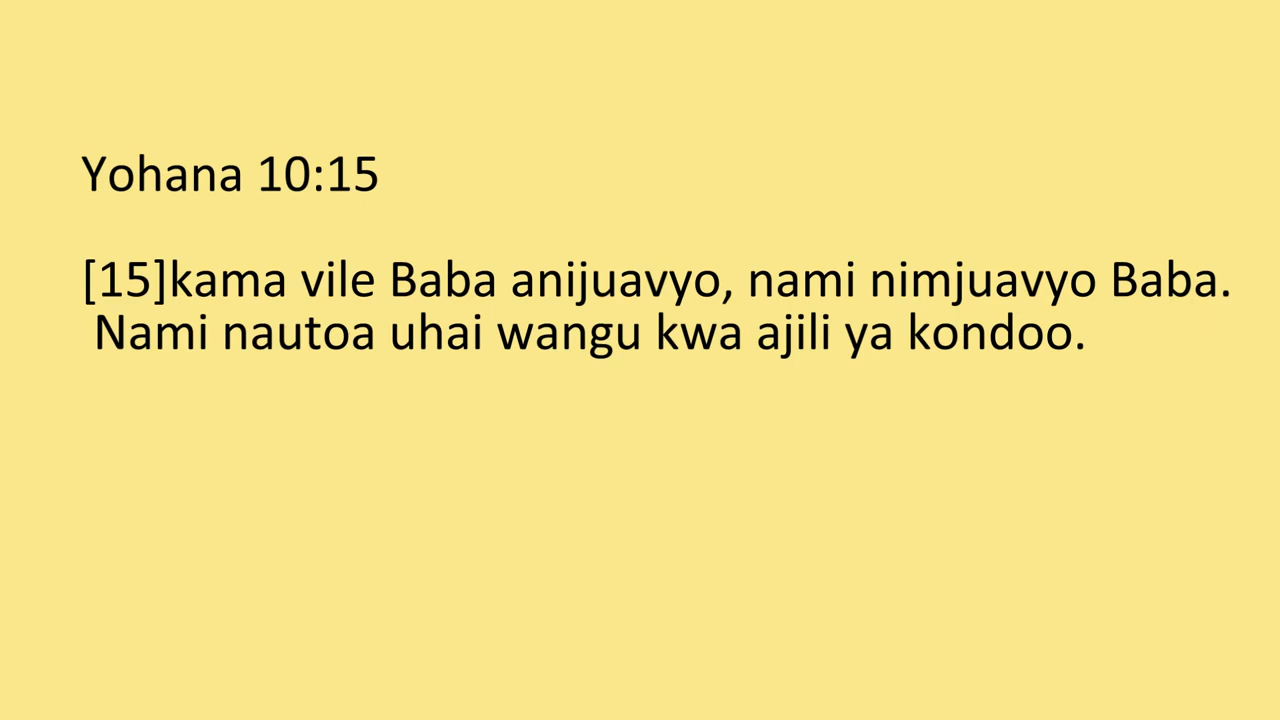 Yohana 10:15
[15]kama vile Baba anijuavyo, nami nimjuavyo Baba.
Nami nautoa uhai wangu kwa ajili ya kondoo.